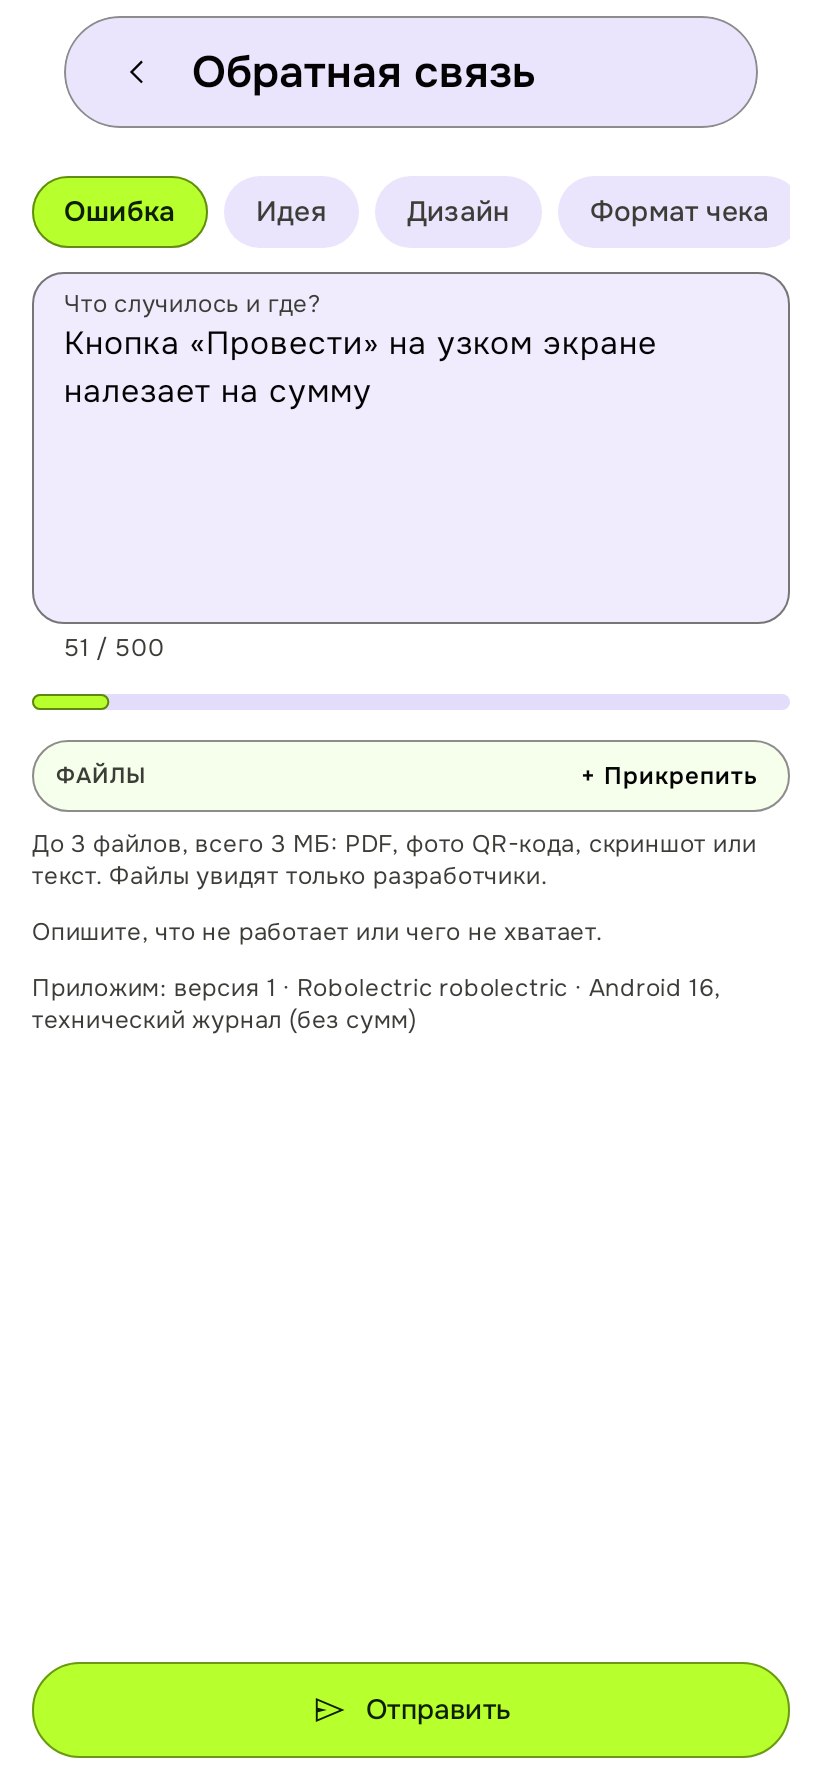 Обратная связь
Ошибка Идея Дизайн Формат чека
Что случилось и где?
Кнопка «Провести» на узком экране
налезает на сумму
51 / 500
ФАЙЛЫ + Прикрепить
До 3 файлов, всего 3 МБ: PDF, фото QR-кода, скриншот или
текст. Файлы увидят только разработчики.
Опишите, что не работает или чего не хватает.
Приложим: версия 1 · Robolectric robolectric · Android 16,
технический журнал (без сумм)
Отправить